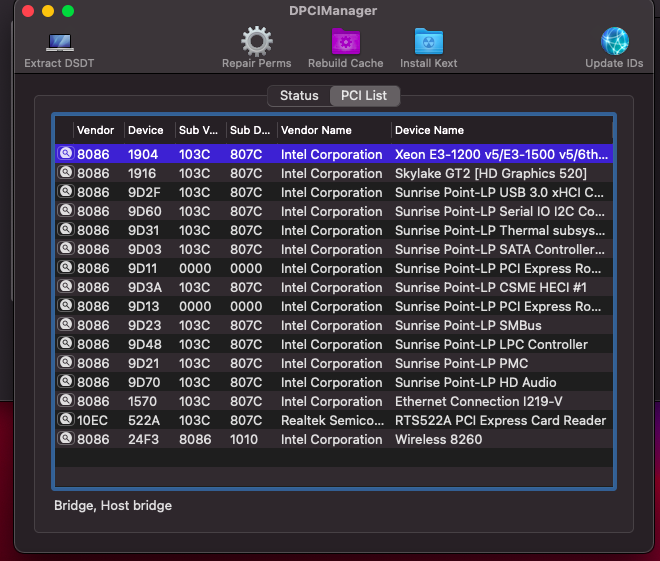 DPCIManager
Extract DSDT Repair Perms Rebuild Cache Install Kext Update IDs
Status PCI List
Vendor Device Sub V... Sub D... Vendor Name Device Name
8086 1904 103C 807C Intel Corporation Xeon E3-1200 v5/E3-1500 v5/6th...
8086 1916 103C 807C Intel Corporation Skylake GT2 [HD Graphics 520]
8086 9D2F 103C 807C Intel Corporation Sunrise Point-LP USB 3.0 xHCI C...
8086 9D60 103C 807C Intel Corporation Sunrise Point-LP Serial IO I2C Co...
8086 9D31 103C 807C Intel Corporation Sunrise Point-LP Thermal subsys...
8086 9D03 103C 807C Intel Corporation Sunrise Point-LP SATA Controller...
8086 9D11 0000 0000 Intel Corporation Sunrise Point-LP PCI Express Ro...
8086 9D3A 103C 807C Intel Corporation Sunrise Point-LP CSME HECI #1
8086 9D13 0000 0000 Intel Corporation Sunrise Point-LP PCI Express Ro...
8086 9D23 103C 807C Intel Corporation Sunrise Point-LP SMBus
8086 9D48 103C 807C Intel Corporation Sunrise Point-LP LPC Controller
8086 9D21 103C 807C Intel Corporation Sunrise Point-LP PMC
8086 9D70 103C 807C Intel Corporation Sunrise Point-LP HD Audio
8086 1570 103C 807C Intel Corporation Ethernet Connection I219-V
10EC 522A 103C 807C Realtek Semico... RTS522A PCI Express Card Reader
8086 24F3 8086 1010 Intel Corporation Wireless 8260
Bridge, Host bridge